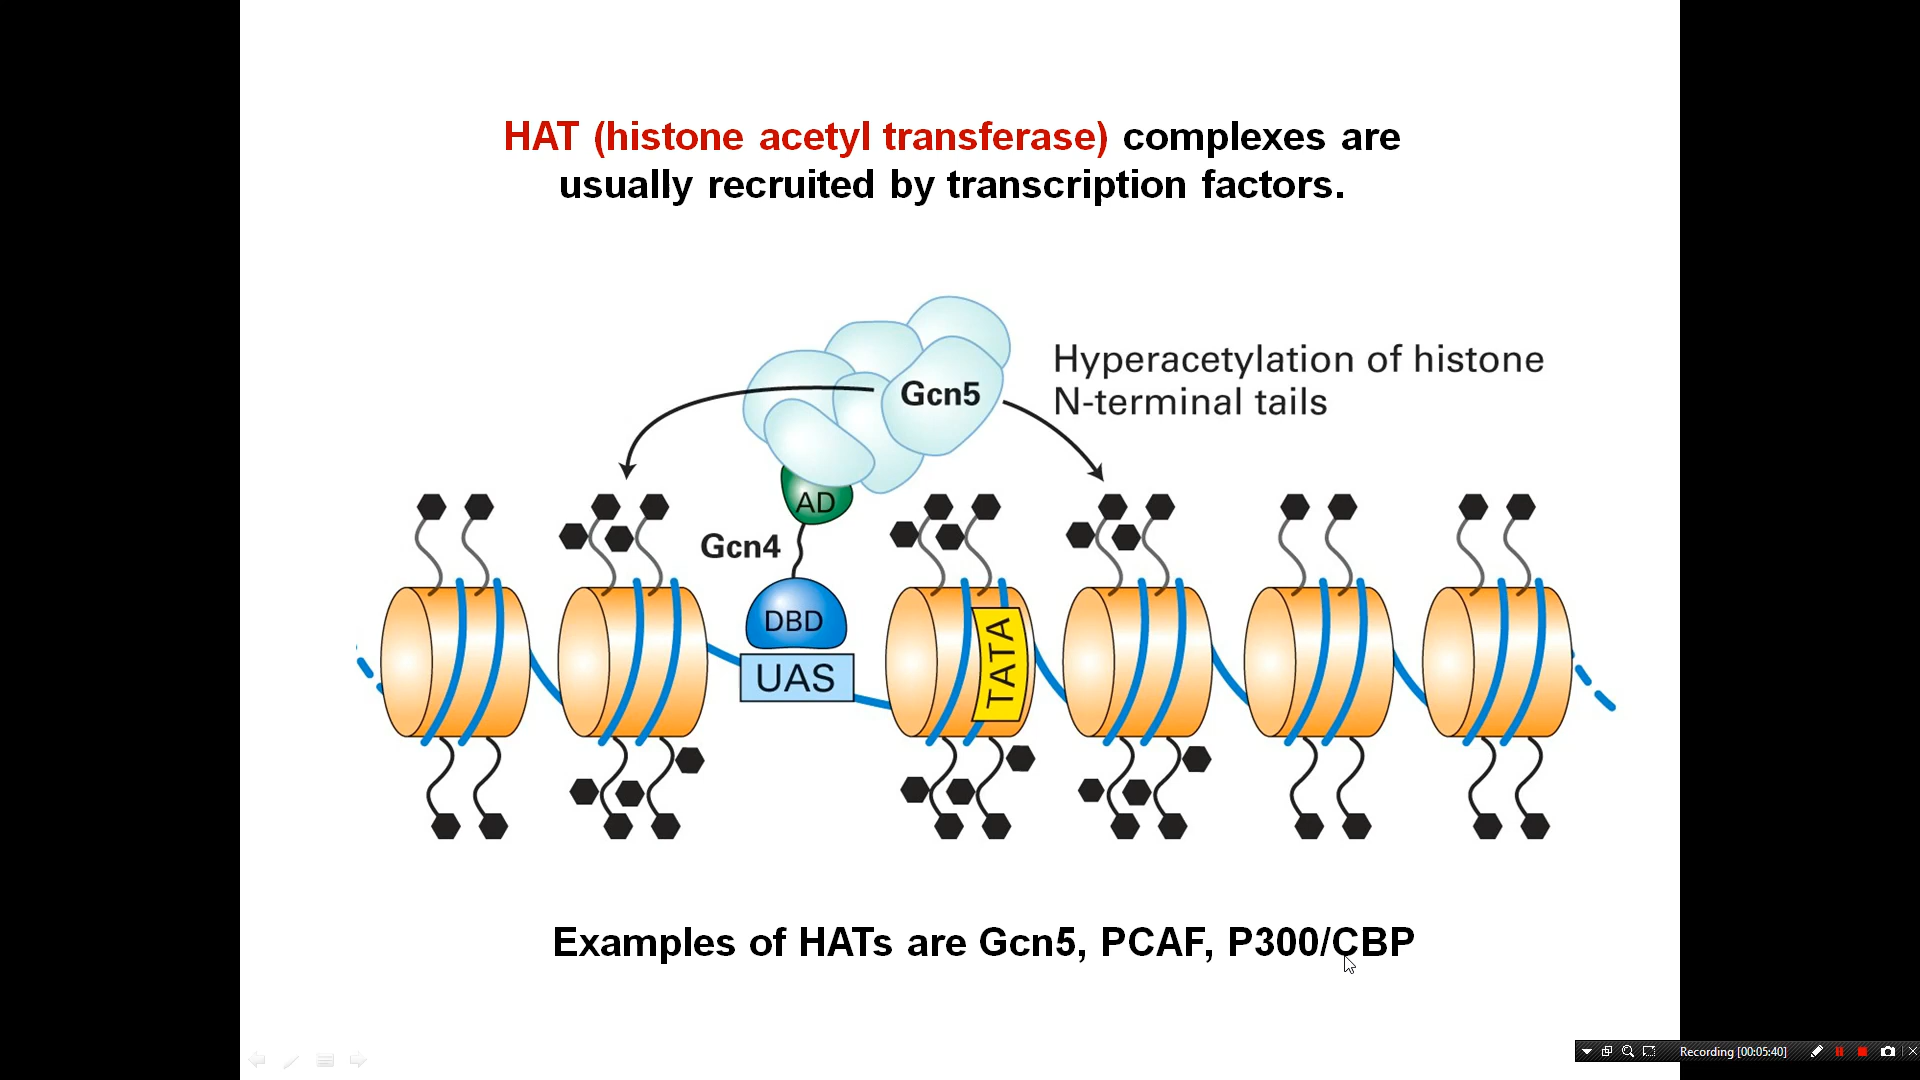 HAT (histone acetyl transferase) complexes are
usually recruited by transcription factors.
Hyperacetylation of histone
N-terminal tails
Gcn5
AD
Gcn4
DBD
UAS
TATA
Examples of HATs are Gcn5, PCAF, P300/CBP
Recording [00:05:40]